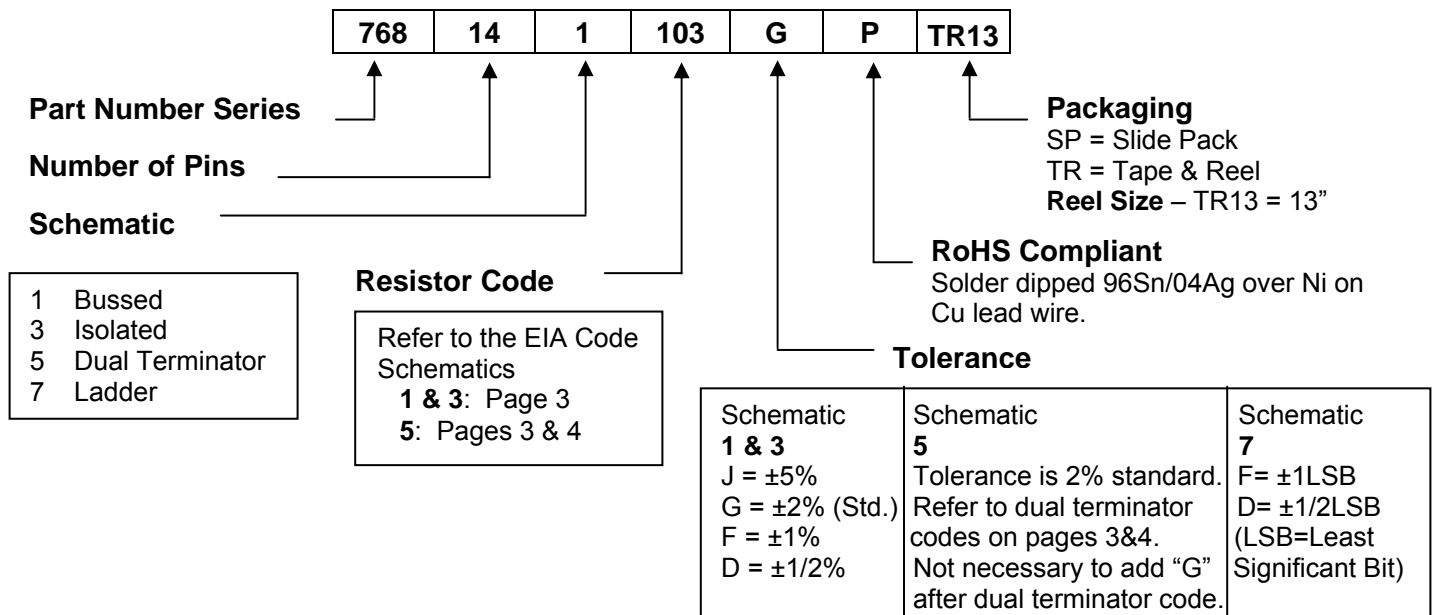 768 14 1 103 G P TR13
Part Number Series
Number of Pins
Schematic
1 Bussed
3 Isolated
5 Dual Terminator
7 Ladder
Resistor Code
Refer to the EIA Code
Schematics
1 & 3: Page 3
5: Pages 3 & 4
Packaging
SP = Slide Pack
TR = Tape & Reel
Reel Size – TR13 = 13”
RoHS Compliant
Solder dipped 96Sn/04Ag over Ni on
Cu lead wire.
Tolerance
Schematic
1 & 3
J = ±5%
G = ±2% (Std.)
F = ±1%
D = ±1/2%
Schematic
5
Tolerance is 2% standard.
Refer to dual terminator
codes on pages 3&4.
Not necessary to add “G”
after dual terminator code.
Schematic
7
F= ±1LSB
D= ±1/2LSB
(LSB=Least
Significant Bit)